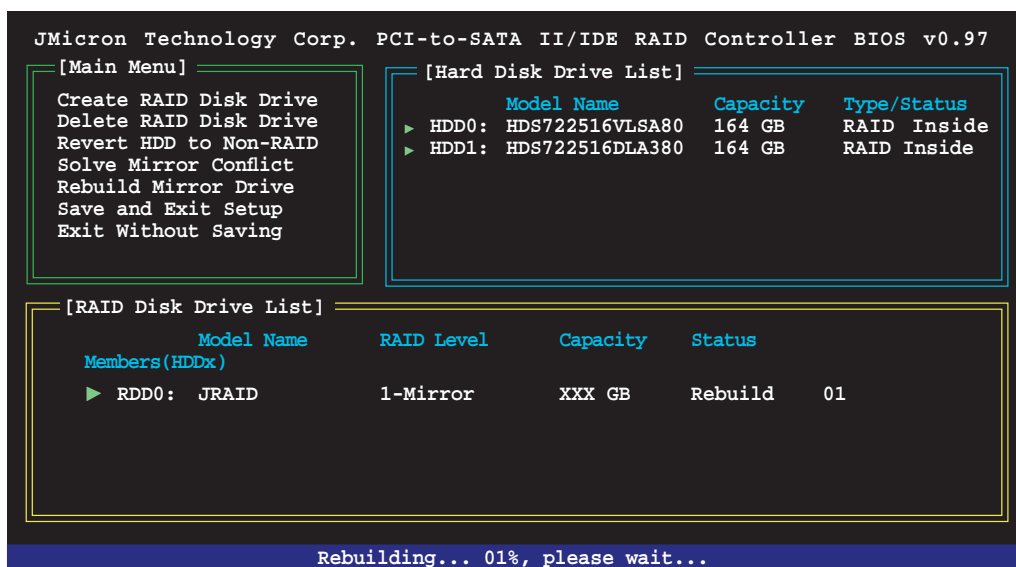 JMicron Technology Corp. PCI-to-SATA II/IDE RAID Controller BIOS v0.97
[Main Menu]
Create RAID Disk Drive
Delete RAID Disk Drive
Revert HDD to Non-RAID
Solve Mirror Conflict
Rebuild Mirror Drive
Save and Exit Setup
Exit Without Saving
[Hard Disk Drive List]
Model Name Capacity Type/Status
HDD0: HDS722516VLSA80 164 GB RAID Inside
HDD1: HDS722516DLA380 164 GB RAID Inside
[RAID Disk Drive List]
Model Name RAID Level Capacity Status
Members(HDDx)
RDD0: JRAID 1-Mirror XXX GB Rebuild 01
Rebuilding... 01%, please wait...